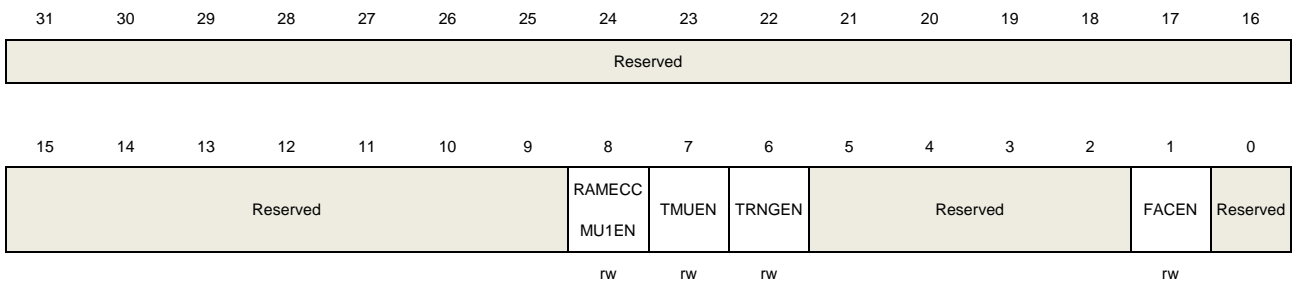 31 30 29 28 27 26 25 24 23 22 21 20 19 18 17 16
Reserved
15 14 13 12 11 10 9 8 7 6 5 4 3 2 1 0
Reserved RAMECC MU1EN TMUEN TRNGEN Reserved FACEN Reserved
rw rw rw rw